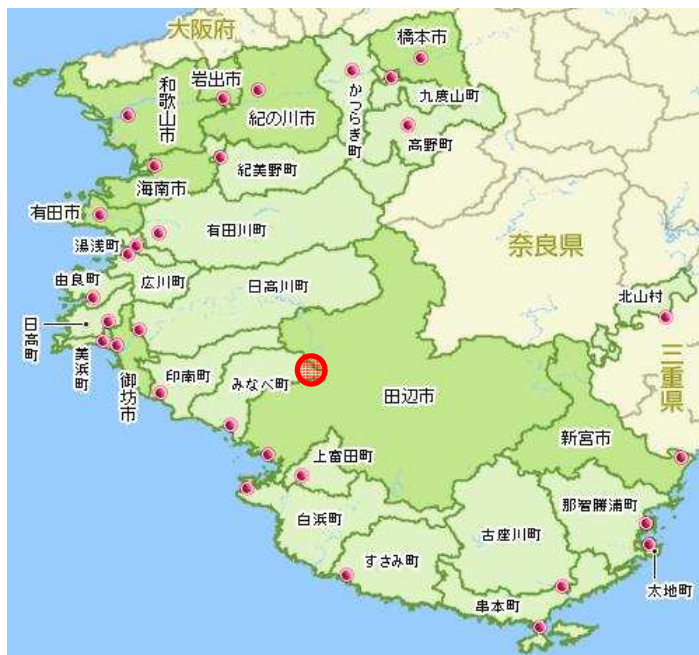 大阪府
橋本市
岩出市
和歌山市
紀の川市
かつらぎ町
九度山町
高野町
紀美野町
海南市
有田市
有田川町
奈良県
湯浅町
広川町
日高川町
由良町
北山村
日高町
美浜町
御坊市
印南町
みなべ町
田辺市
三重県
新宮市
上富田町
那智勝浦町
白浜町
古座川町
すさみ町
太地町
串本町